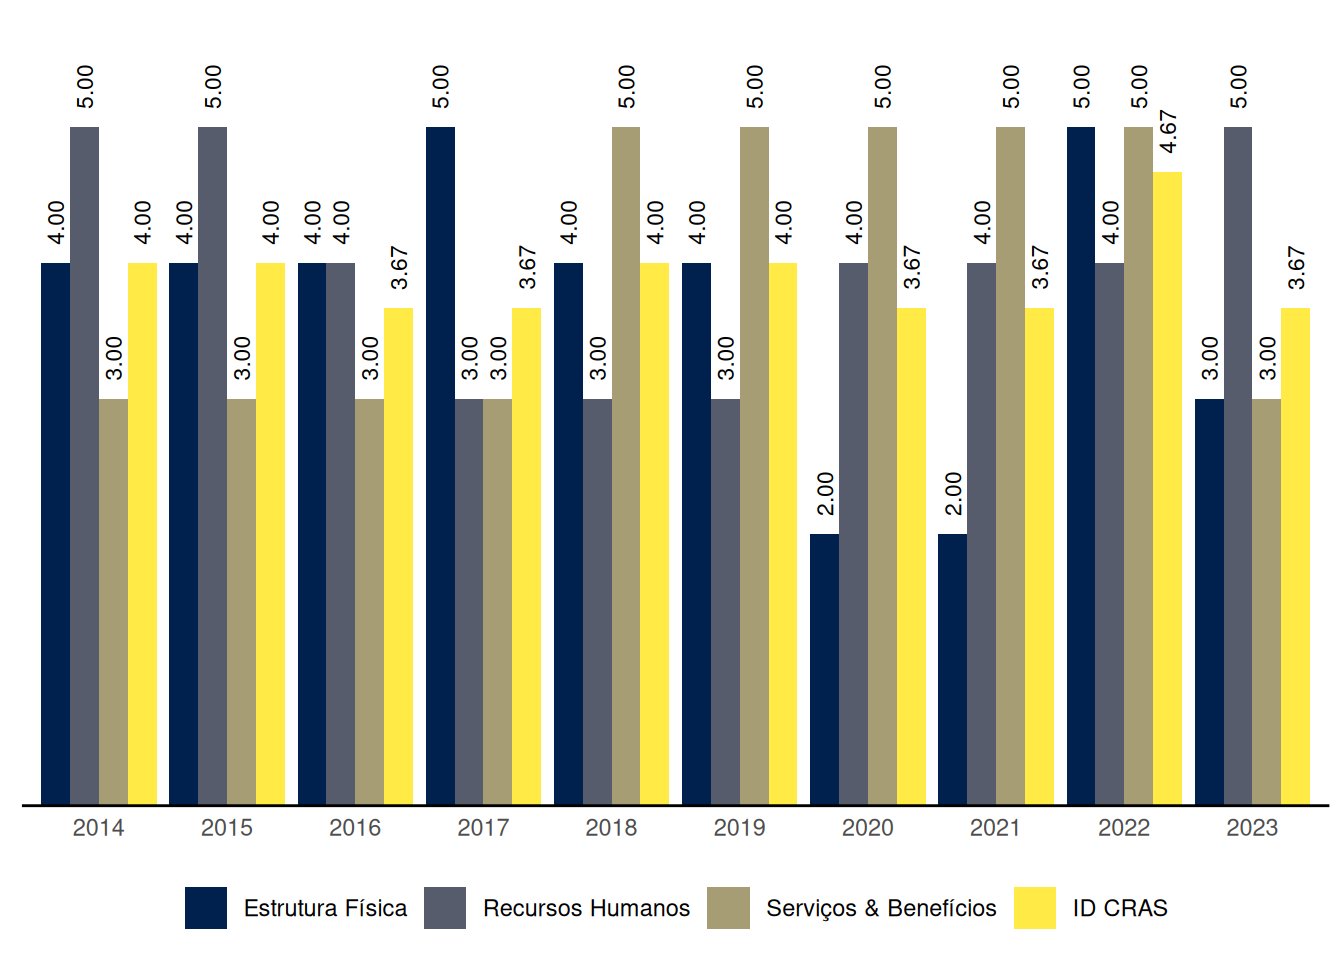 5.00 5.00 5.00 5.00 5.00 5.00 5.00 5.00 5.00 5.00
4.67
4.00 4.00 4.00 4.00 4.00 4.00 4.00 4.00 4.00 4.00 4.00 4.00 4.00
3.67 3.67 3.67 3.67 3.67
3.00 3.00 3.00 3.00 3.00 3.00 3.00 3.00 3.00
2.00 2.00
2014 2015 2016 2017 2018 2019 2020 2021 2022 2023
Estrutura Física Recursos Humanos Serviços & Benefícios ID CRAS